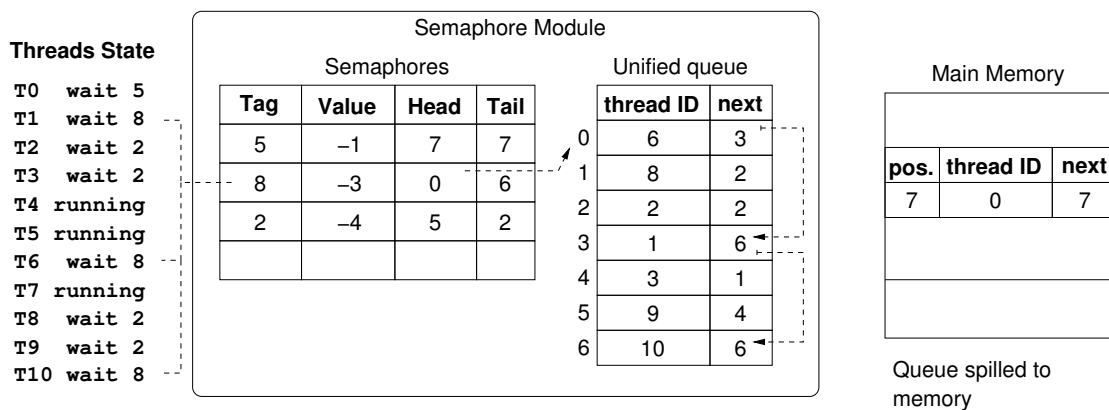 Semaphore Module
Threads State
T0 wait 5
T1 wait 8
T2 wait 2
T3 wait 2
T4 running
T5 running
T6 wait 8
T7 running
T8 wait 2
T9 wait 2
T10 wait 8
Semaphores
Tag Value Head Tail
5 −1 7 7
8 −3 0 6
2 −4 5 2
Unified queue
thread ID next
0 6 3
1 8 2
2 2 2
3 1 6
4 3 1
5 9 4
6 10 6
Main Memory
pos. thread ID next
7 0 7
Queue spilled to
memory